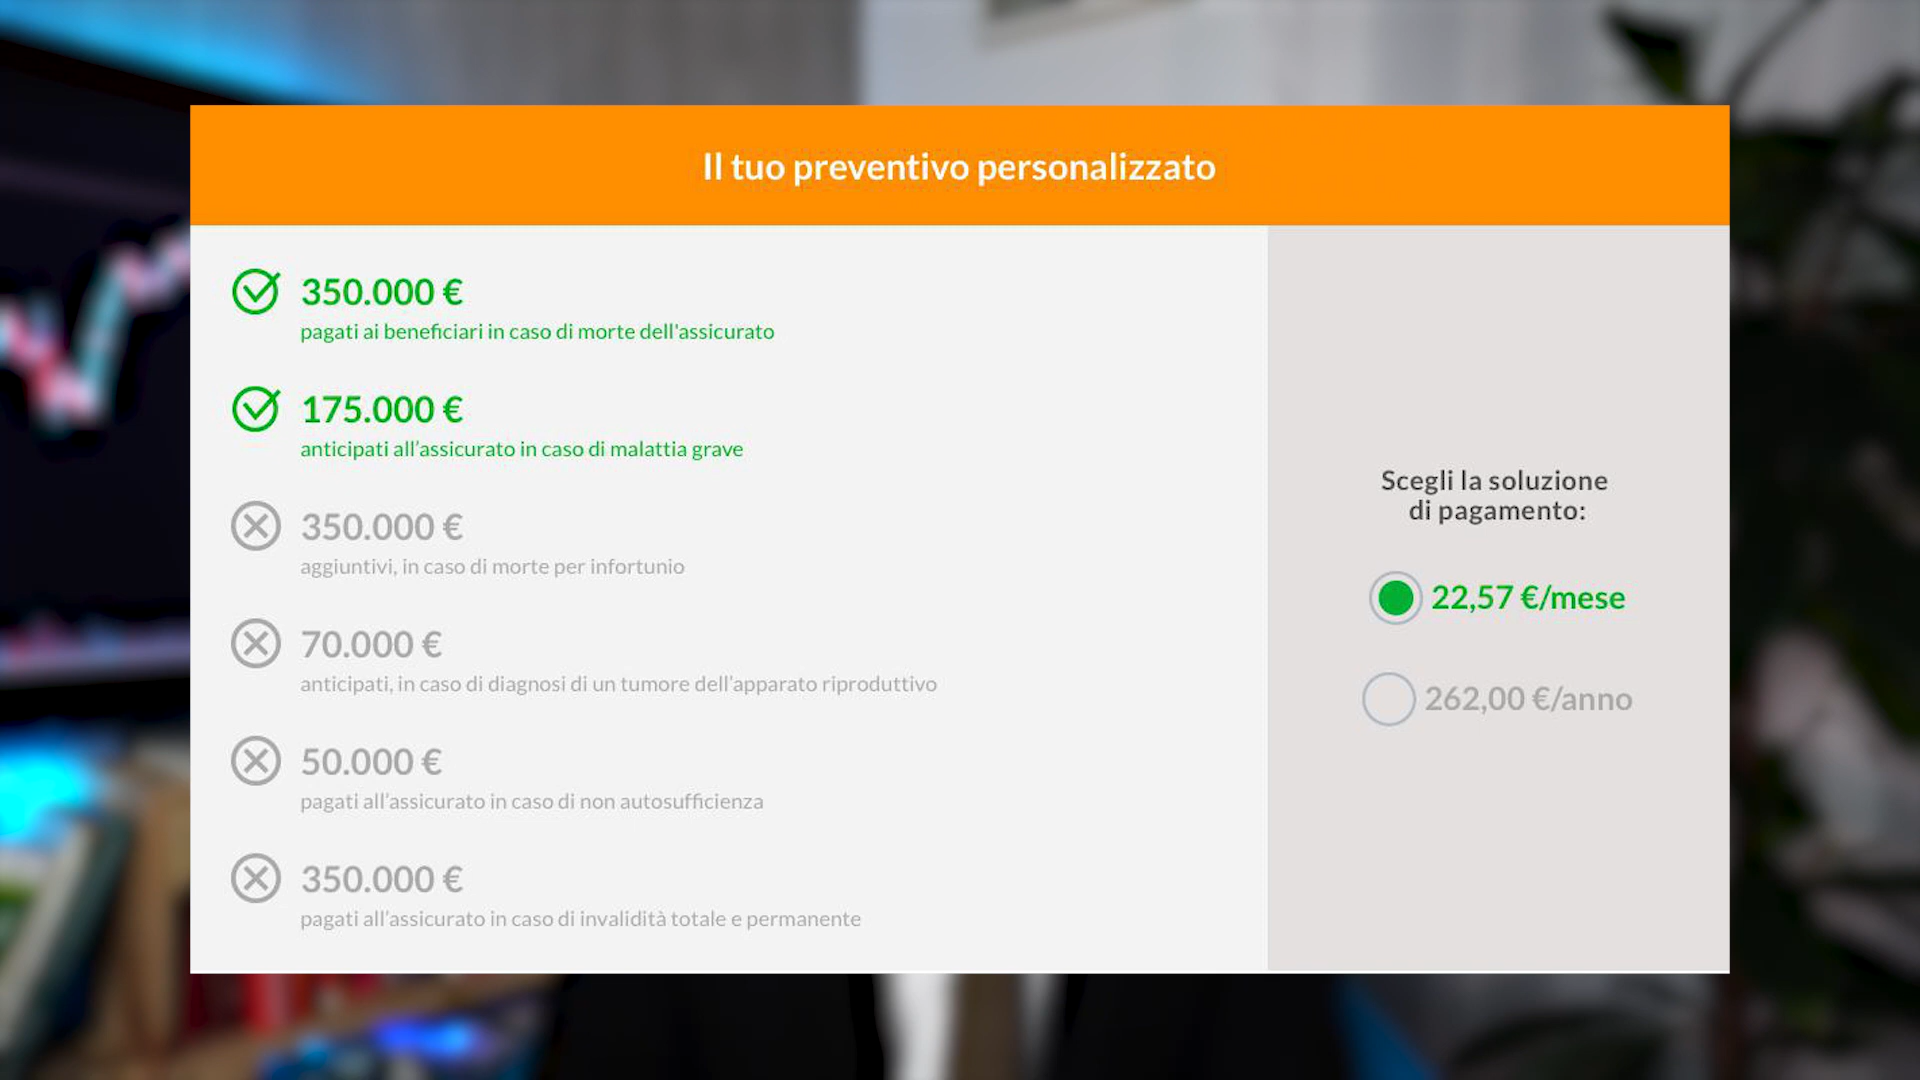 Il tuo preventivo personalizzato
350.000 €
pagati ai beneficiari in caso di morte dell'assicurato
175.000 €
anticipati all’assicurato in caso di malattia grave
350.000 €
aggiuntivi, in caso di morte per infortunio
70.000 €
anticipati, in caso di diagnosi di un tumore dell’apparato riproduttivo
50.000 €
pagati all’assicurato in caso di non autosufficienza
350.000 €
pagati all’assicurato in caso di invalidità totale e permanente
Scegli la soluzione
di pagamento:
22,57 €/mese
262,00 €/anno